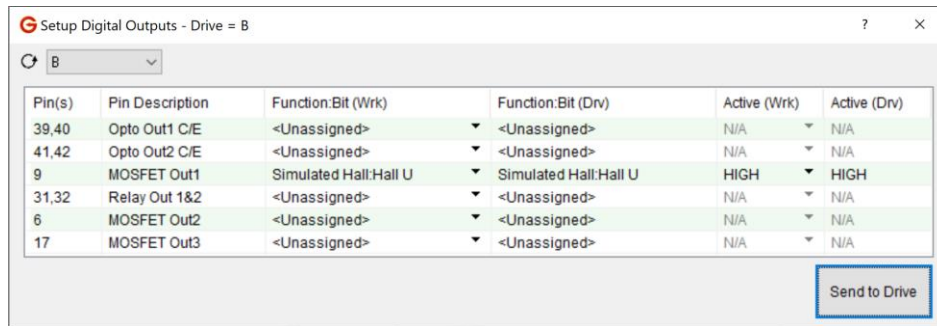 G Setup Digital Outputs - Drive = B ? ×
B
Pin(s) Pin Description Function:Bit (Wrk) Function:Bit (Drv) Active (Wrk) Active (Drv)
39,40 Opto Out1 C/E <Unassigned> <Unassigned> N/A N/A
41,42 Opto Out2 C/E <Unassigned> <Unassigned> N/A N/A
9 MOSFET Out1 Simulated Hall:Hall U Simulated Hall:Hall U HIGH HIGH
31,32 Relay Out 1&2 <Unassigned> <Unassigned> N/A N/A
6 MOSFET Out2 <Unassigned> <Unassigned> N/A N/A
17 MOSFET Out3 <Unassigned> <Unassigned> N/A N/A
Send to Drive